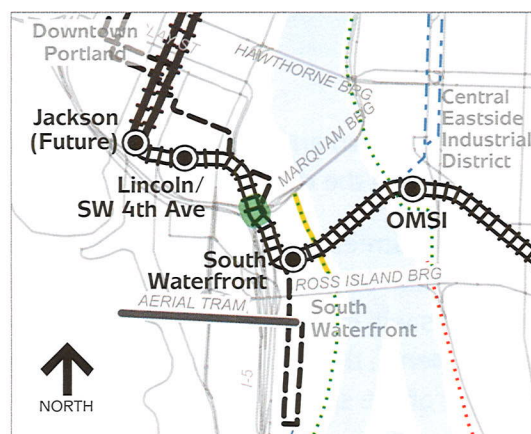 Downtown
Portland
HAWTHORNE BRG
MARQUAM BRG
Central
Eastside
Industrial
District
Jackson
(Future)
Lincoln/
SW 4th Ave
OMSI
South
Waterfront
ROSS ISLAND BRG
AERIAL TRAM
South
Waterfront
I-5
NORTH